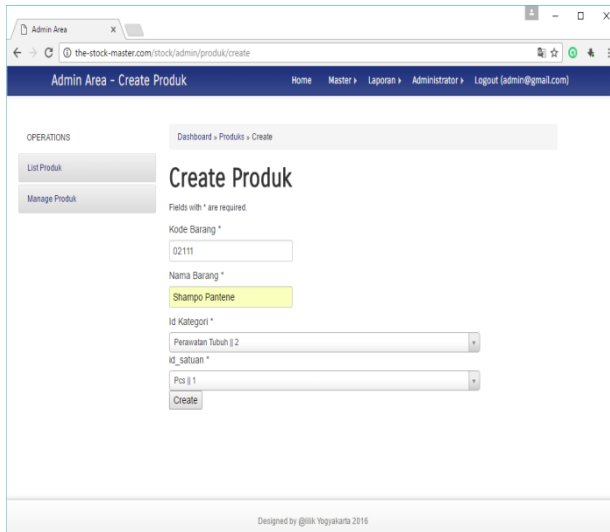 Admin Area
the-stock-master.com/stock/admin/produk/create
Admin Area - Create Produk
Home Master Laporan Administrator Logout (admin@gmail.com)
OPERATIONS
List Produk
Manage Produk
Dashboard » Produks » Create
Create Produk
Fields with * are required.
Kode Barang *
02111
Nama Barang *
Shampo Pantene
Id Kategori *
Perawatan Tubuh || 2
id_satuan *
Pcs || 1
Create
Designed by @lilik Yogyakarta 2016